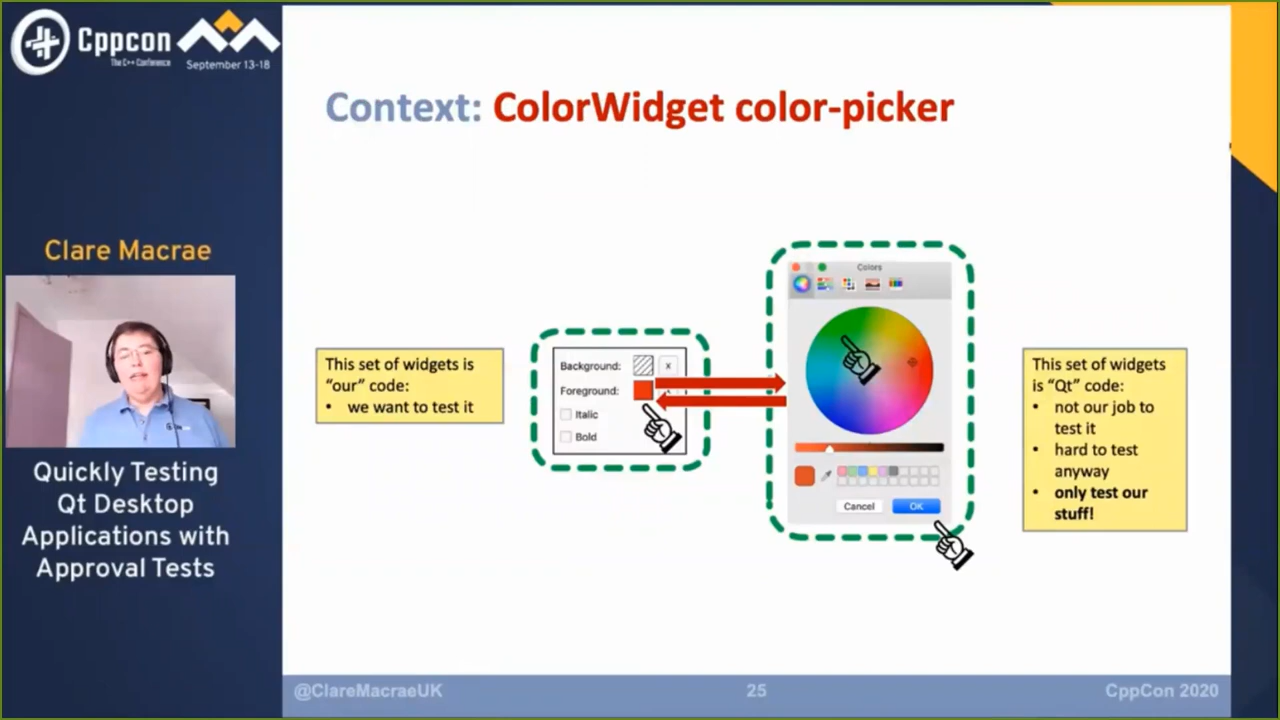 Cppcon
The C++ Conference
September 13-18
Context: ColorWidget color-picker
Clare Macrae
Quickly Testing
Qt Desktop
Applications with
Approval Tests
This set of widgets is
“our” code:
• we want to test it
Background:
x
Foreground:
Italic
Bold
Colors
Cancel
OK
This set of widgets
is “Qt” code:
• not our job to
test it
• hard to test
anyway
• only test our
stuff!
@ClareMacraeUK
25
CppCon 2020